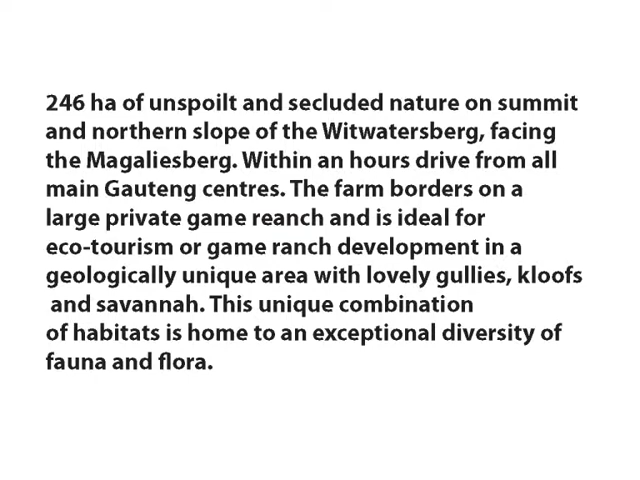 246 ha of unspoilt and secluded nature on summit
and northern slope of the Witwatersberg, facing
the Magaliesberg. Within an hours drive from all
main Gauteng centres. The farm borders on a
large private game reanch and is ideal for
eco-tourism or game ranch development in a
geologically unique area with lovely gullies, kloofs
and savannah. This unique combination
of habitats is home to an exceptional diversity of
fauna and flora.